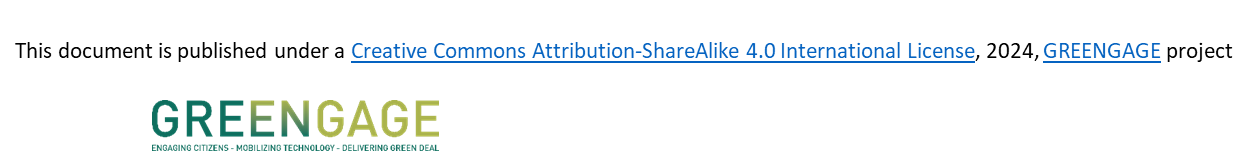 This document is published under a Creative Commons Attribution-ShareAlike 4.0 International License, 2024, GREENGAGE project
GREENGAGE
ENGAGING CITIZENS - MOBILIZING TECHNOLOGY - DELIVERING GREEN DEAL